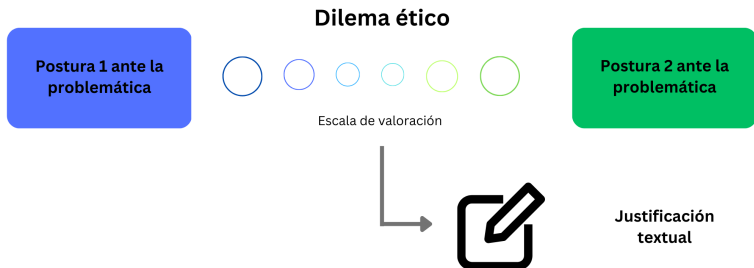 Dilema ético
Postura 1 ante la
problemática
Postura 2 ante la
problemática
Escala de valoración
Justificación
textual